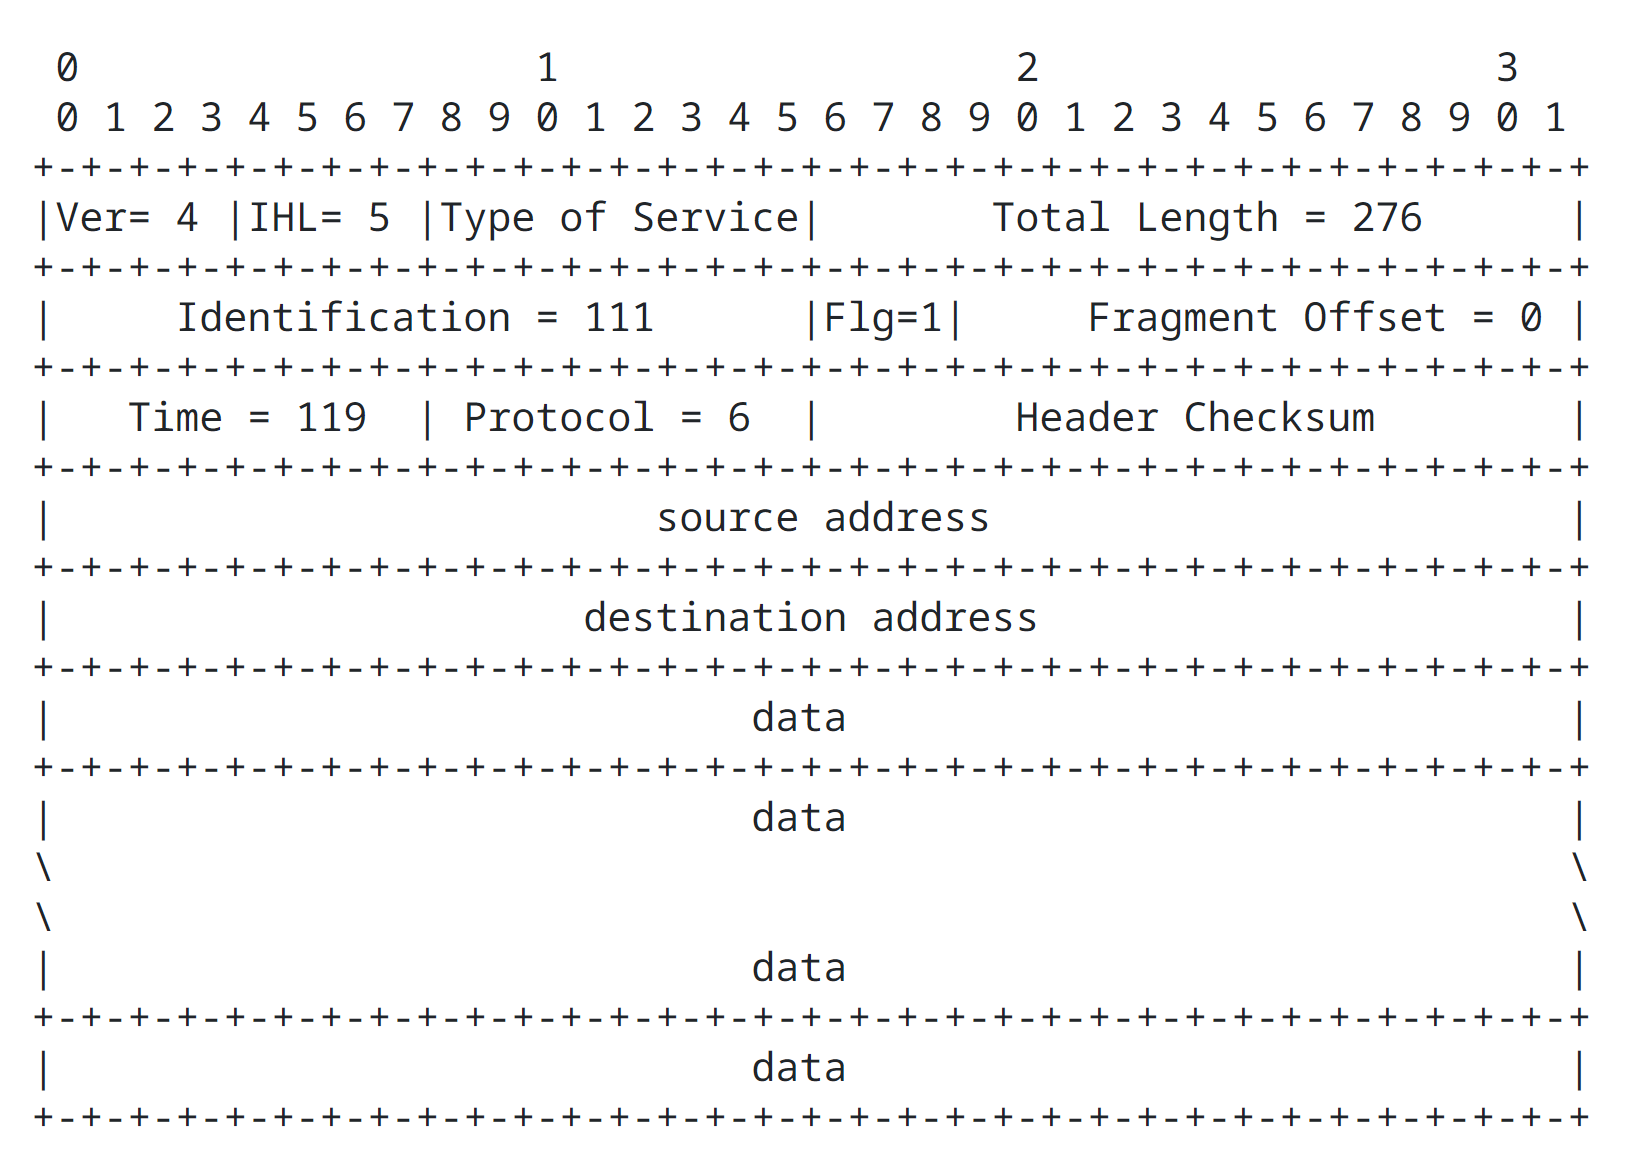 0                   1                   2                   3
 0 1 2 3 4 5 6 7 8 9 0 1 2 3 4 5 6 7 8 9 0 1 2 3 4 5 6 7 8 9 0 1
+-+-+-+-+-+-+-+-+-+-+-+-+-+-+-+-+-+-+-+-+-+-+-+-+-+-+-+-+-+-+-+-+
|Ver= 4 |IHL= 5 |Type of Service|       Total Length = 276      |
+-+-+-+-+-+-+-+-+-+-+-+-+-+-+-+-+-+-+-+-+-+-+-+-+-+-+-+-+-+-+-+-+
|     Identification = 111      |Flg=1|     Fragment Offset = 0 |
+-+-+-+-+-+-+-+-+-+-+-+-+-+-+-+-+-+-+-+-+-+-+-+-+-+-+-+-+-+-+-+-+
|   Time = 119  | Protocol = 6  |        Header Checksum        |
+-+-+-+-+-+-+-+-+-+-+-+-+-+-+-+-+-+-+-+-+-+-+-+-+-+-+-+-+-+-+-+-+
|                         source address                        |
+-+-+-+-+-+-+-+-+-+-+-+-+-+-+-+-+-+-+-+-+-+-+-+-+-+-+-+-+-+-+-+-+
|                      destination address                      |
+-+-+-+-+-+-+-+-+-+-+-+-+-+-+-+-+-+-+-+-+-+-+-+-+-+-+-+-+-+-+-+-+
|                             data                              |
+-+-+-+-+-+-+-+-+-+-+-+-+-+-+-+-+-+-+-+-+-+-+-+-+-+-+-+-+-+-+-+-+
|                             data                              |
\                                                               \
\                                                               \
|                             data                              |
+-+-+-+-+-+-+-+-+-+-+-+-+-+-+-+-+-+-+-+-+-+-+-+-+-+-+-+-+-+-+-+-+
|                             data                              |
+-+-+-+-+-+-+-+-+-+-+-+-+-+-+-+-+-+-+-+-+-+-+-+-+-+-+-+-+-+-+-+-+